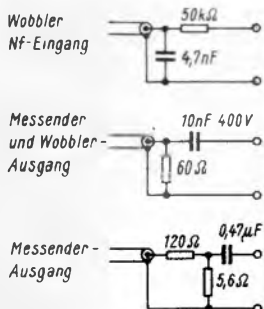 Wobbler
Nf-Eingang
50kΩ
4,7nF
Messender
und Wobbler-
Ausgang
10nF 400V
60Ω
Messender-
Ausgang
120Ω
0,47µF
5,6Ω